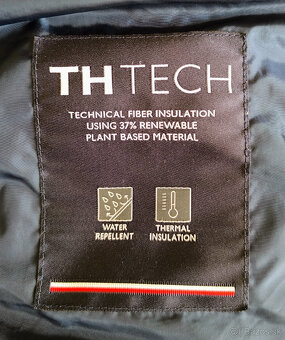 TH TECH
TECHNICAL FIBER INSULATION
USING 37% RENEWABLE
PLANT BASED MATERIAL
WATER
REPELLENT
THERMAL
INSULATION